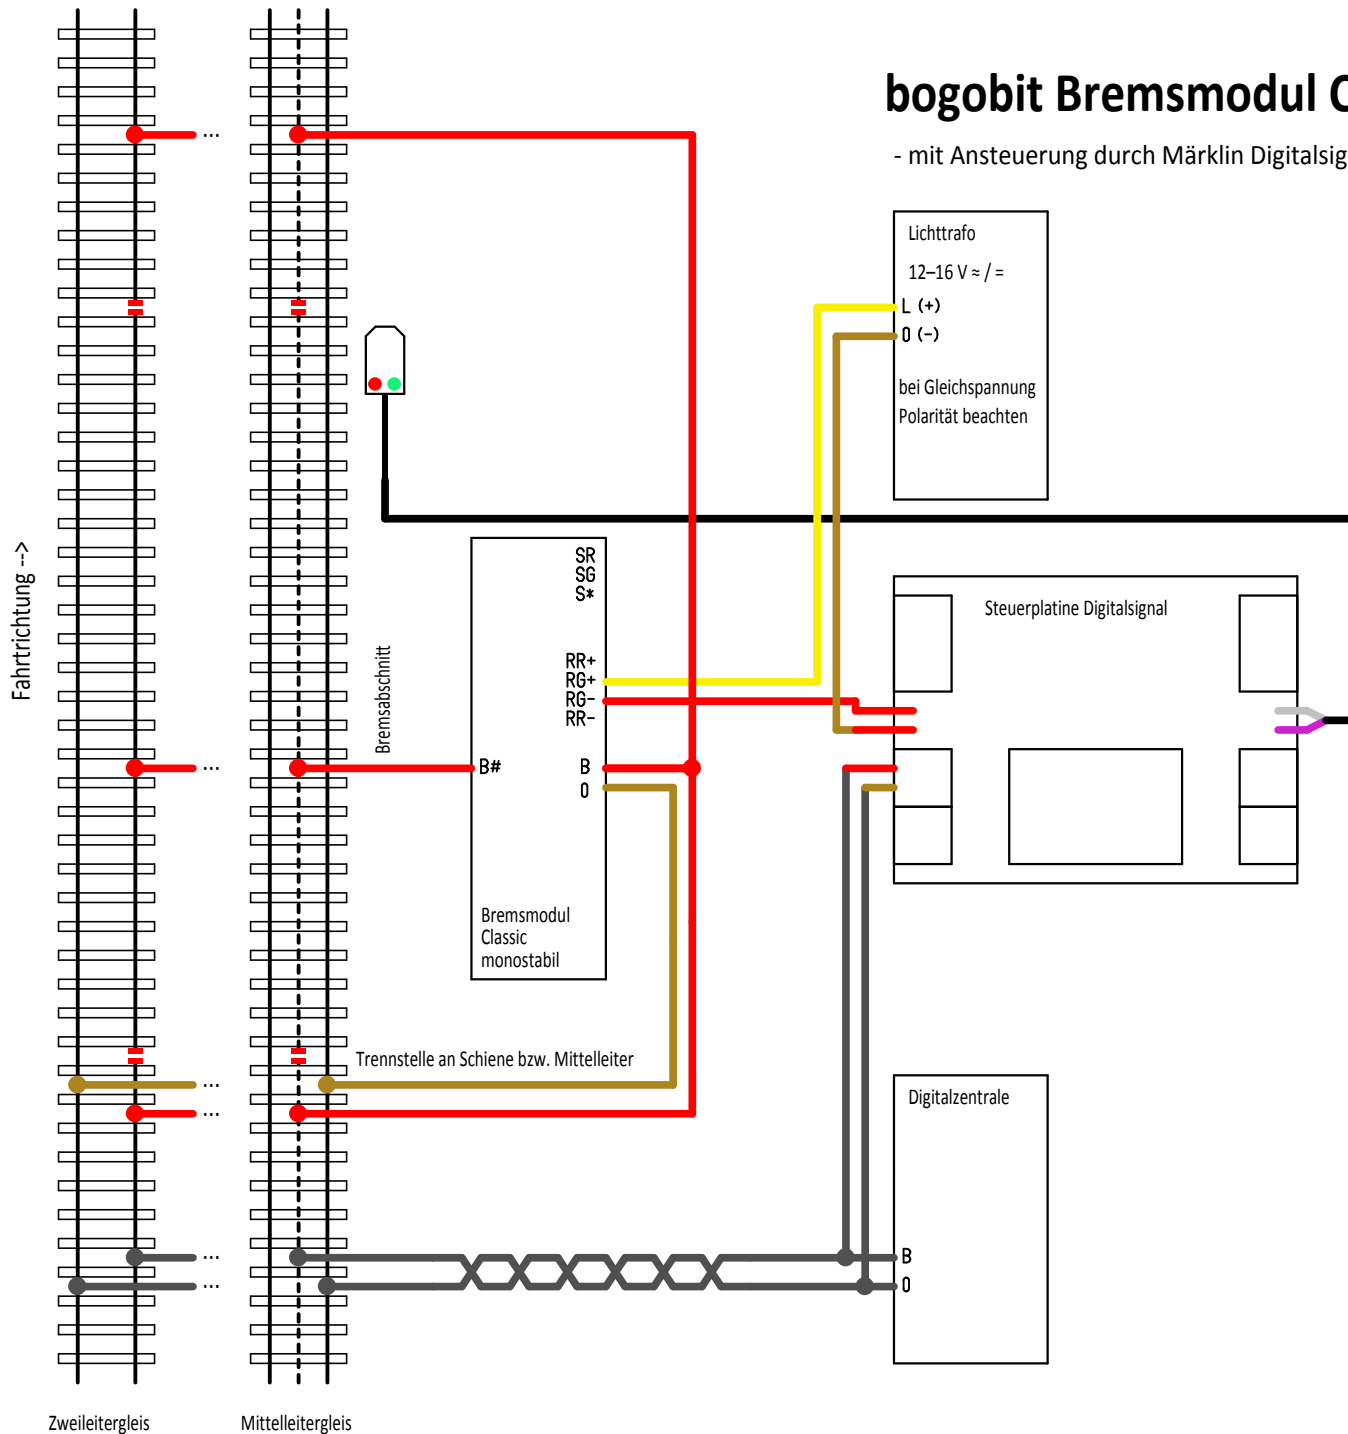 bogobit Bremsmodul C
- mit Ansteuerung durch Märklin Digitalsig
...
Lichttrafo
12–16 V ≈ / =
L (+)
0 (-)
bei Gleichspannung
Polarität beachten
Fahrtrichtung -->
SR
SG
S*
Steuerplatine Digitalsignal
Bremsabschnitt
RR+
RG+
RG-
RR-
...
B#
B
0
Bremsmodul
Classic
monostabil
Trennstelle an Schiene bzw. Mittelleiter
...
...
Digitalzentrale
...
B
...
0
Zweileitergleis
Mittelleitergleis